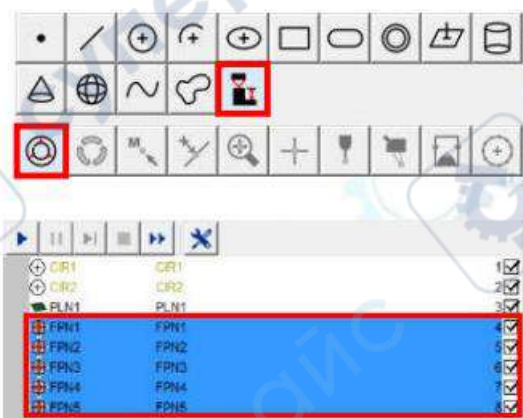 M
CIR1 CIR1 1
CIR2 CIR2 2
PLN1 PLN1 3
FPN1 FPN1 4
FPN2 FPN2 5
FPN3 FPN3 6
FPN4 FPN4 7
FPN5 FPN5 8